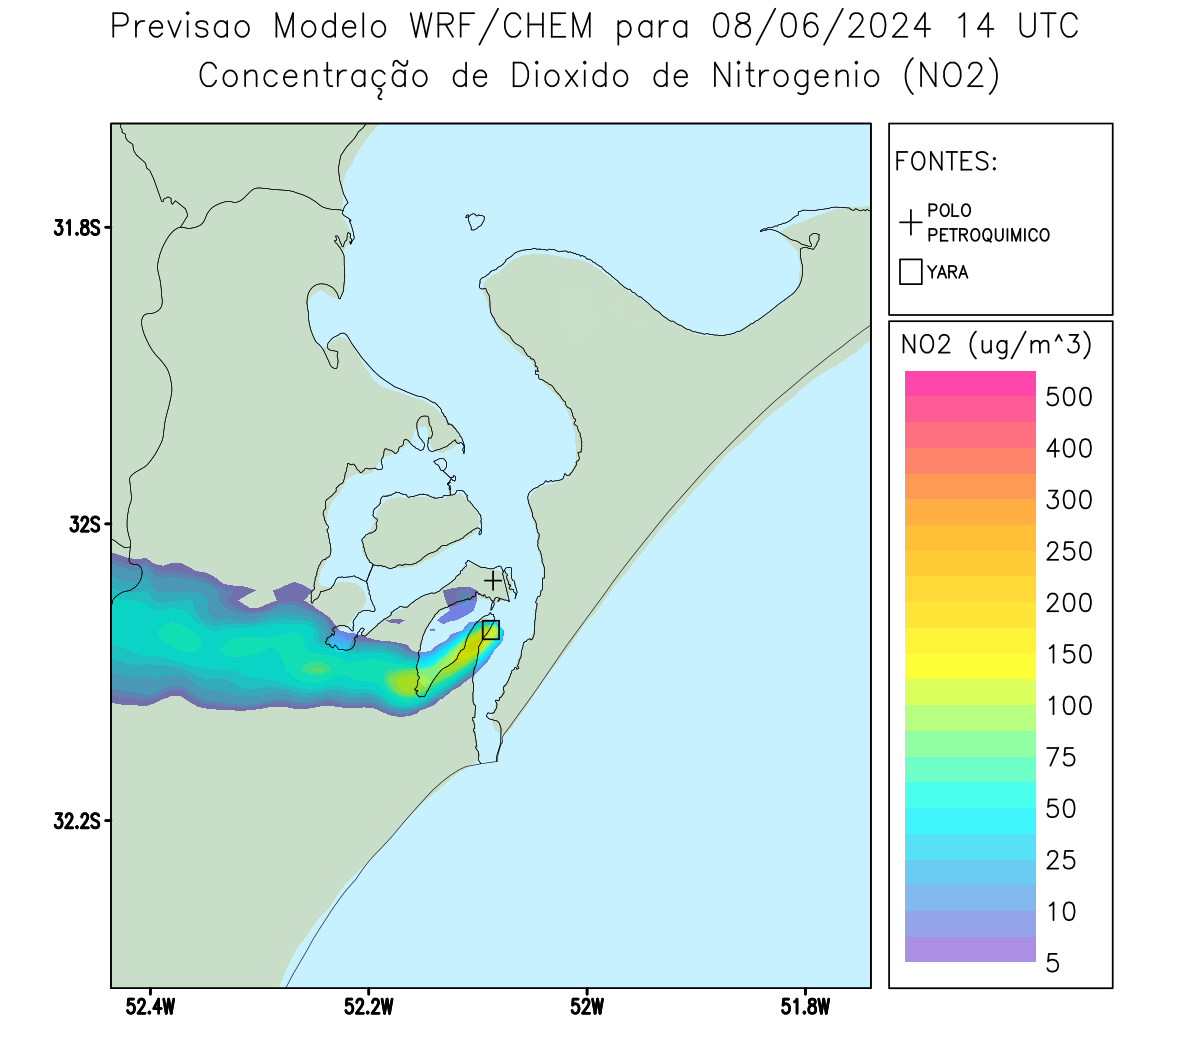 Previsao Modelo WRF/CHEM para 08/06/2024 14 UTC
Concentração de Dioxido de Nitrogenio (NO2)
FONTES:
POLO
PETROQUIMICO
YARA
NO2 (ug/m^3)
500
400
300
250
200
150
100
75
50
25
10
5
31.8S
32S
32.2S
52.4W
52.2W
52W
51.8W